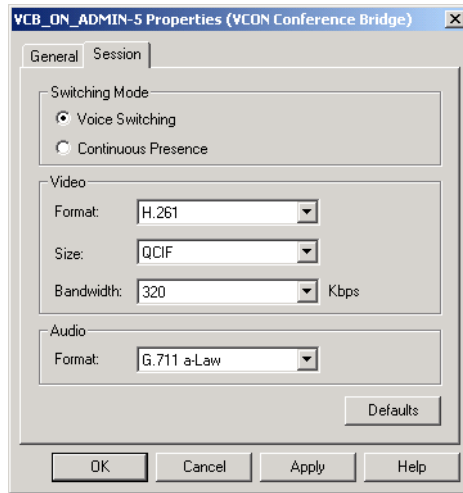 VCB_ON_ADMIN-5 Properties (VCON Conference Bridge)
General Session
Switching Mode
Voice Switching
Continuous Presence
Video
Format: H.261
Size: QCIF
Bandwidth: 320 Kbps
Audio
Format: G.711 a-Law
Defaults
OK Cancel Apply Help